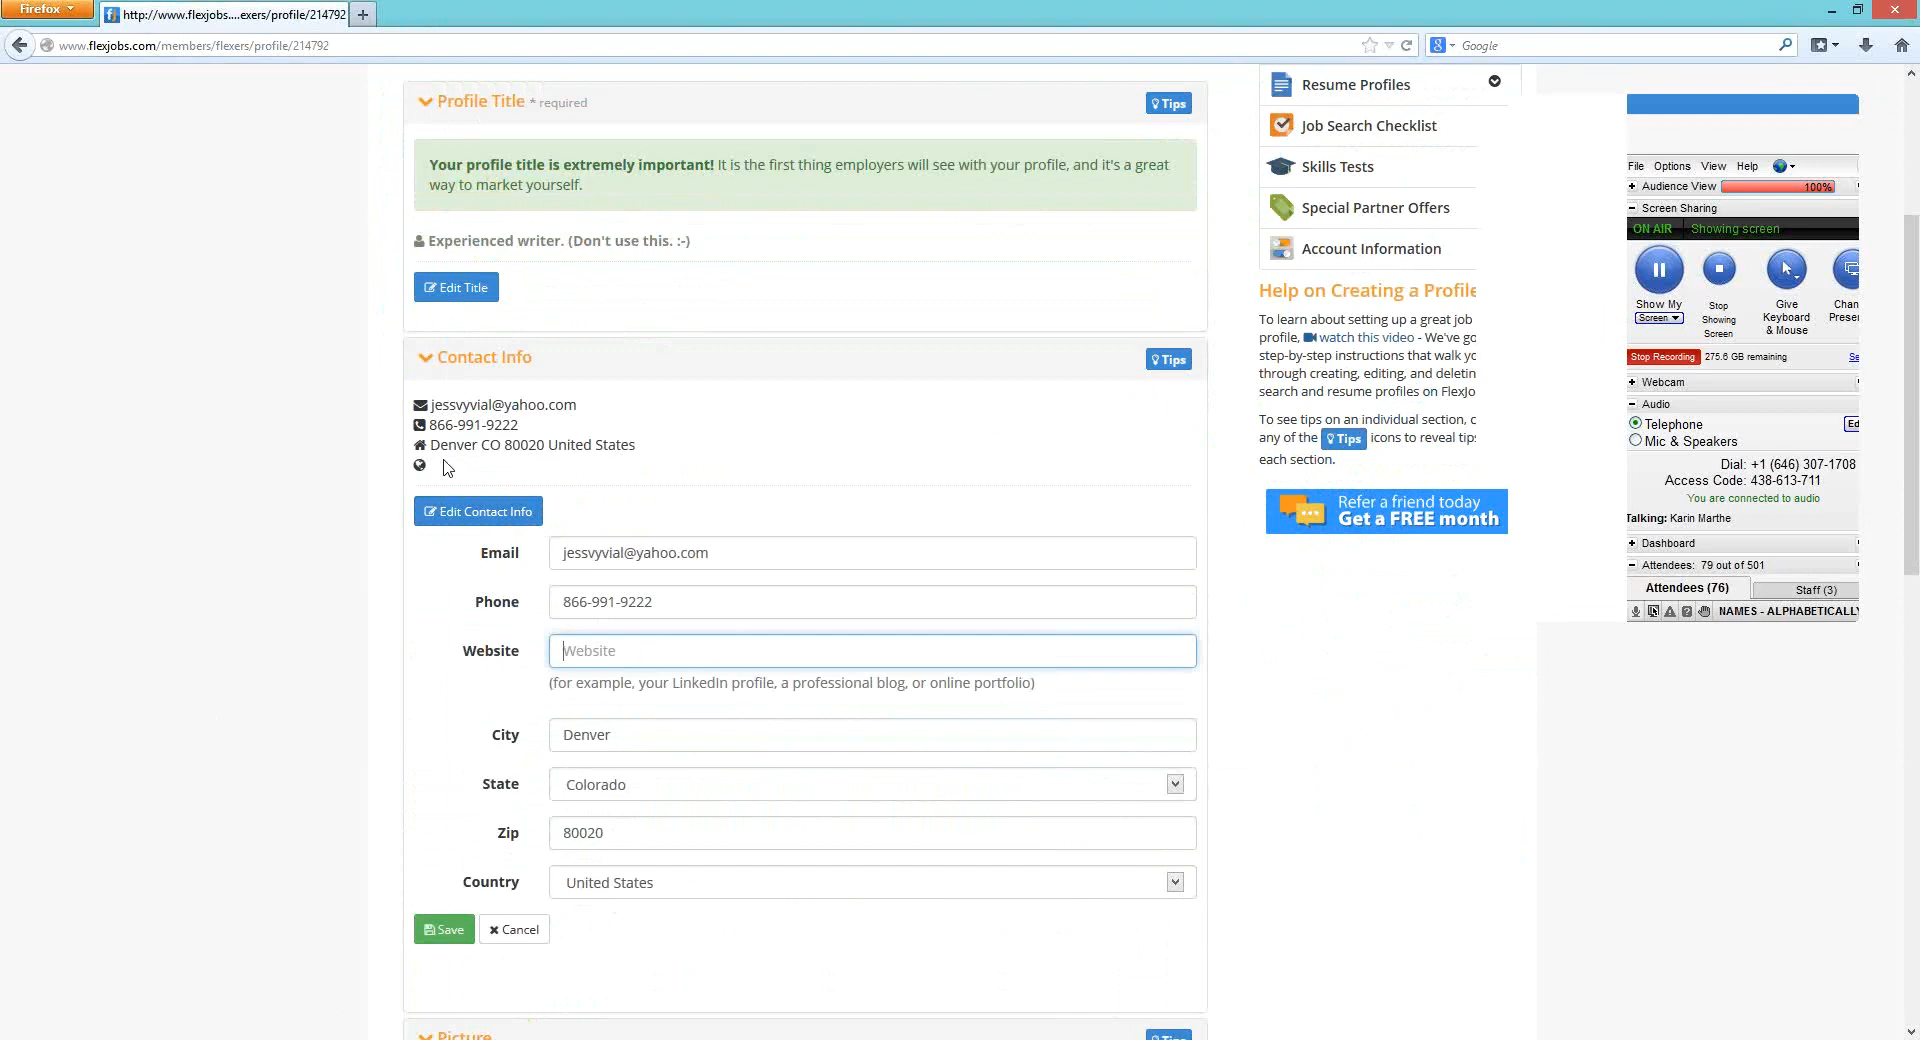 Firefox
http://www.flexjobs....exers/profile/214792
www.flexjobs.com/members/flexers/profile/214792
Google
Profile Title * required
Tips
Your profile title is extremely important! It is the first thing employers will see with your profile, and it's a great
way to market yourself.
Experienced writer. (Don't use this. :-)
Edit Title
Contact Info
Tips
jessvyvial@yahoo.com
866-991-9222
Denver CO 80020 United States
Edit Contact Info
Email
jessvyvial@yahoo.com
Phone
866-991-9222
Website
Website
(for example, your LinkedIn profile, a professional blog, or online portfolio)
City
Denver
State
Colorado
Zip
80020
Country
United States
Save
Cancel
Picture
Tips
Resume Profiles
Job Search Checklist
Skills Tests
Special Partner Offers
Account Information
Help on Creating a Profile
To learn about setting up a great job
profile, watch this video - We've go
step-by-step instructions that walk yo
through creating, editing, and deletin
search and resume profiles on FlexJo
To see tips on an individual section, c
any of the Tips icons to reveal tips
each section.
Refer a friend today
Get a FREE month
File Options View Help
Audience View 100%
Screen Sharing
ON AIR Showing screen
Show My
Screen
Stop
Showing
Screen
Give
Keyboard
& Mouse
Chan
Preser
Stop Recording 275.6 GB remaining Se
Webcam
Audio
Telephone
Ed
Mic & Speakers
Dial: +1 (646) 307-1708
Access Code: 438-613-711
You are connected to audio
Talking: Karin Marthe
Dashboard
Attendees: 79 out of 501
Attendees (76)
Staff (3)
NAMES - ALPHABETICALLY